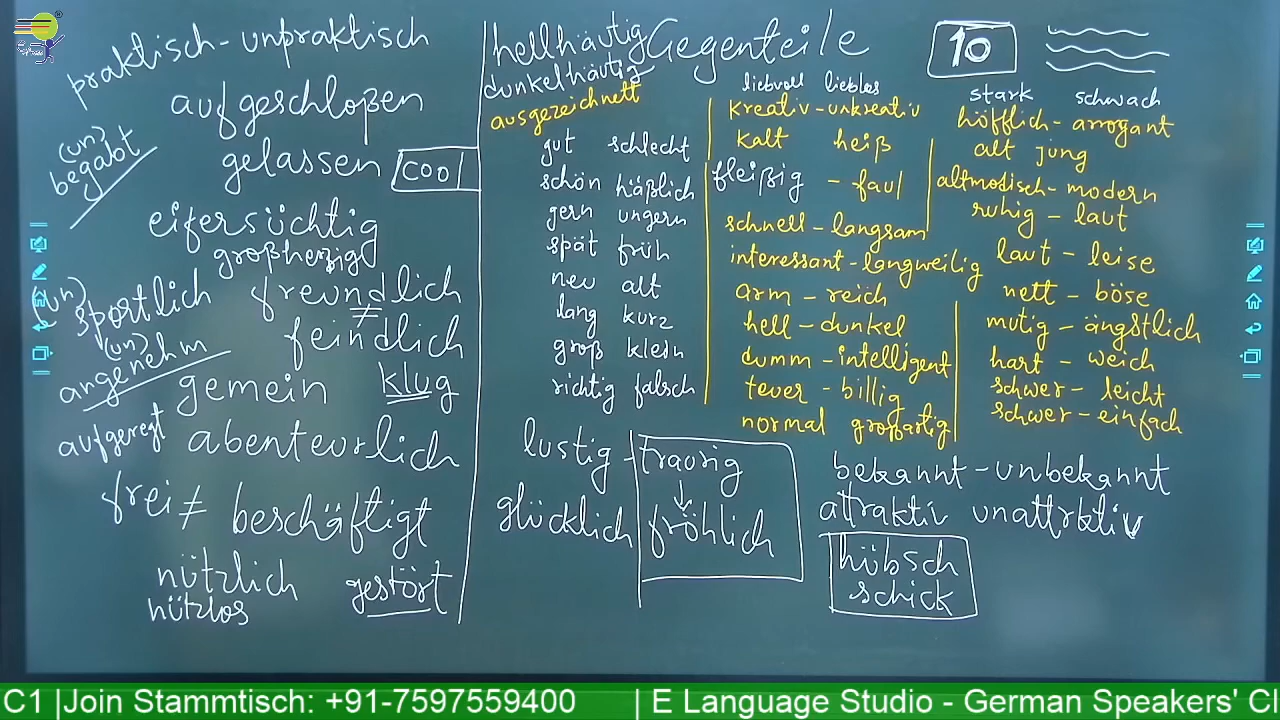 praktisch - unpraktisch
aufgeschloßen
(un)
begabt
gelassen
cool
eifersüchtig
großherzig
(un)
sportlich
freundlich
≠
feindlich
(un)
angenehm
gemein
klug
aufgeregt
abenteurlich
frei ≠ beschäftigt
nützlich
nützlos
gestört
hellhäutig
dunkelhäutig
ausgezeichnett
Gegenteile
10
gut schlecht
schön häßlich
gern ungern
spät früh
neu alt
lang kurz
groß klein
richtig falsch
liebvoll liebles
kreativ - unkreativ
kalt heiß
fleißig - faul
schnell - langsam
interessant - langweilig
arm - reich
hell - dunkel
dumm - intelligent
teuer - billig
normal großartig
stark schwach
höfflich - arrogant
alt jung
altmodisch - modern
ruhig - laut
laut - leise
nett - böse
mutig - ängstlich
hart - weich
schwer - leicht
schwer - einfach
lustig - traurig
glücklich fröhlich
bekannt - unbekannt
attraktiv unattrktiv
hübsch
schick
C1 |Join Stammtisch: +91-7597559400 | E Language Studio - German Speakers' Cl